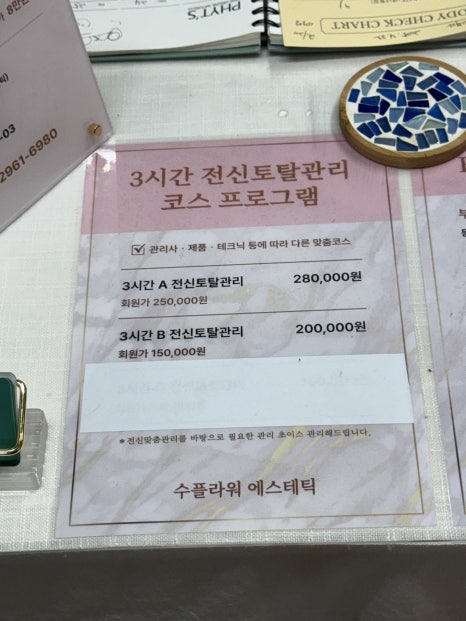 PHYT'S
BODY CHECK CHART
-03
2961-6980
3시간 전신토탈관리
코스 프로그램
관리사 · 제품 · 테크닉 등에 따라 다른 맞춤코스
3시간 A 전신토탈관리 280,000원
회원가 250,000원
3시간 B 전신토탈관리 200,000원
회원가 150,000원
*전신맞춤관리를 바탕으로 필요한 관리 초이스 관리해드립니다.
수플라워 에스테틱